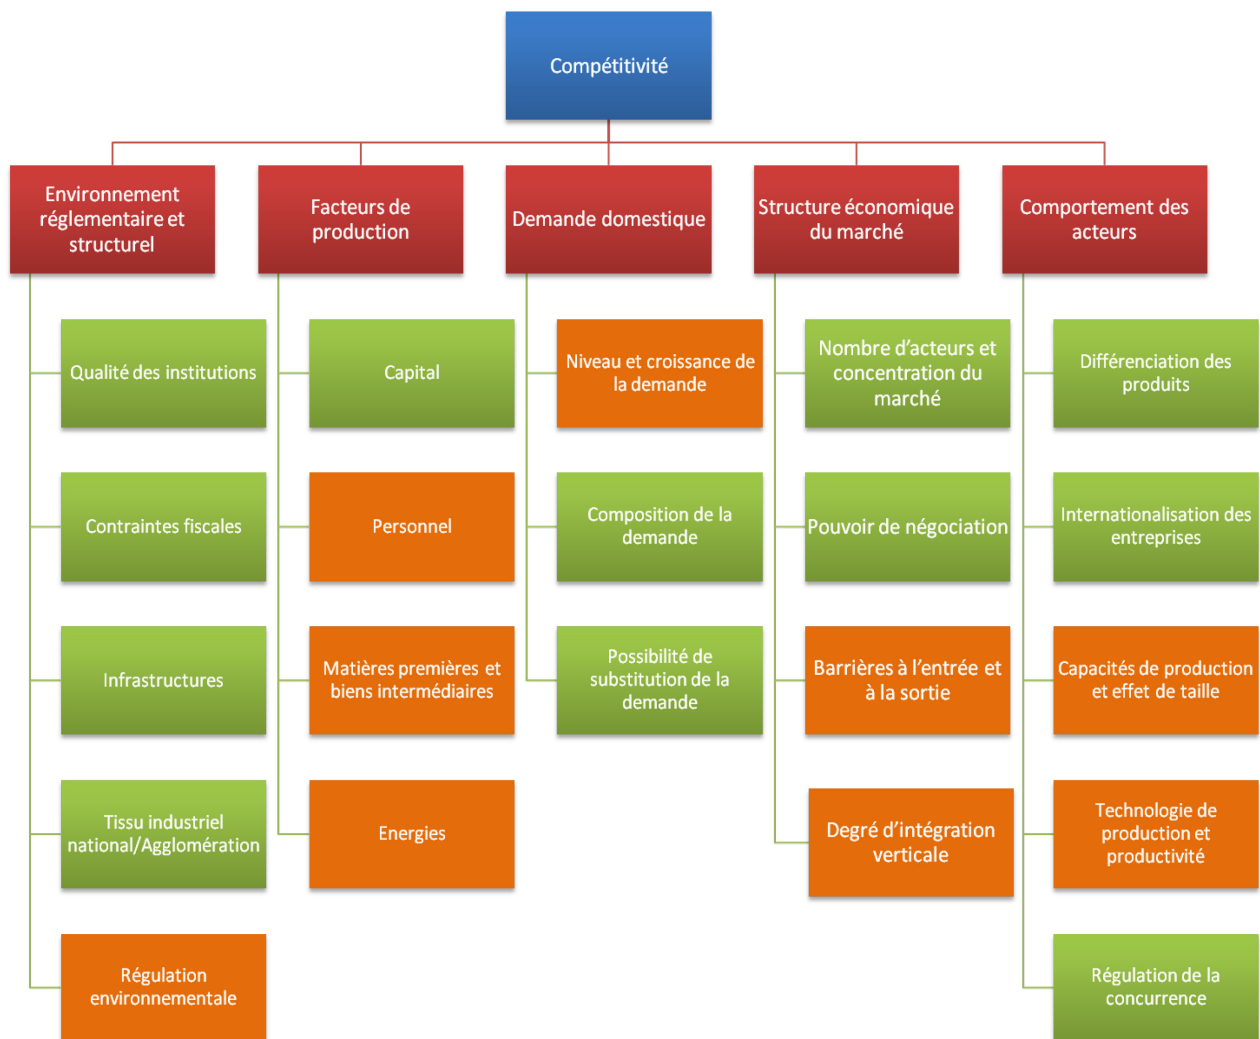 Compétitivité
Environnement
réglementaire et
structurel
Facteurs de
production
Demande domestique
Structure économique
du marché
Comportement des
acteurs
Qualité des institutions
Capital
Niveau et croissance de
la demande
Nombre d'acteurs et
concentration du
marché
Différenciation des
produits
Contraintes fiscales
Personnel
Composition de la
demande
Pouvoir de négociation
Internationalisation des
entreprises
Infrastructures
Matières premières et
biens intermédiaires
Possibilité de
substitution de la
demande
Barrières à l'entrée et
à la sortie
Capacités de production
et effet de taille
Tissu industriel
national/Agglomération
Energies
Degré d'intégration
verticale
Technologie de
production et
productivité
Régulation
environnementale
Régulation de la
concurrence